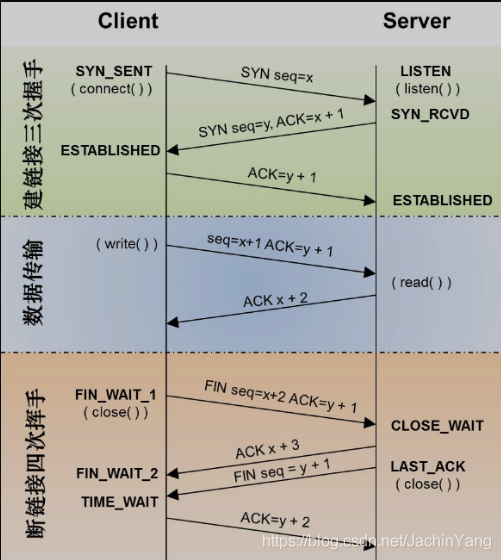 Client
Server
建链接三次握手
SYN_SENT
( connect( ) )
SYN seq=x
LISTEN
( listen( ) )
SYN_RCVD
SYN seq=y, ACK=x + 1
ESTABLISHED
ACK=y + 1
ESTABLISHED
数据传输
( write( ) )
seq=x+1 ACK=y + 1
( read( ) )
ACK x + 2
断链接四次挥手
FIN_WAIT_1
( close( ) )
FIN seq=x+2 ACK=y + 1
CLOSE_WAIT
ACK x + 3
FIN_WAIT_2
FIN seq = y + 1
LAST_ACK
( close( ) )
TIME_WAIT
ACK=y + 2
https://blog.csdn.net/JachinYang